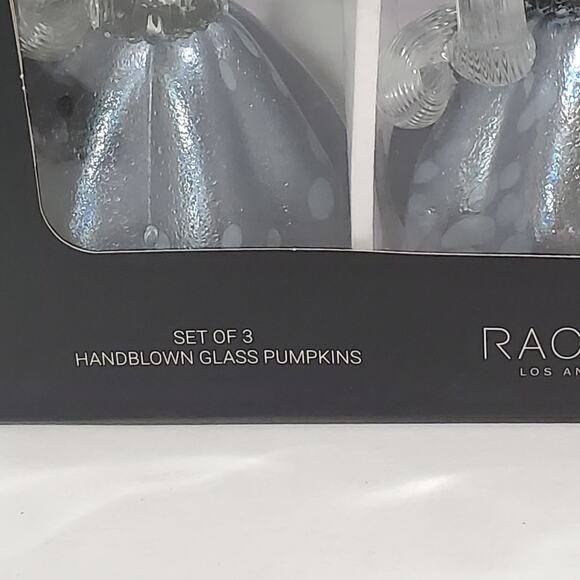 SET OF 3
HANDBLOWN GLASS PUMPKINS
RAC
LOS AN